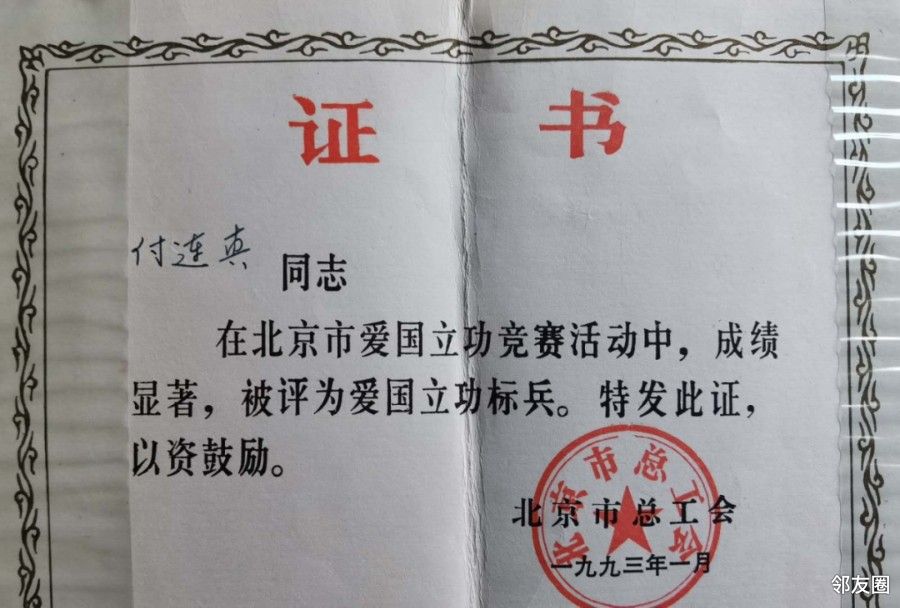 证 书
付连真 同志
在北京市爱国立功竞赛活动中，成绩
显著，被评为爱国立功标兵。特发此证，
以资鼓励。
北京市总工会
北京市总工会
一九九三年一月
邻友圈